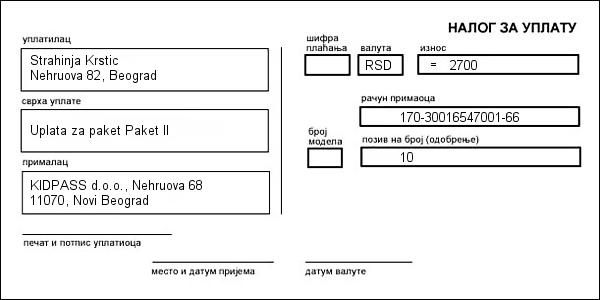 НАЛОГ ЗА УПЛАТУ
уплатилац
Strahinja Krstic
Nehruova 82, Beograd
сврха уплате
Uplata za paket Paket II
прималац
KIDPASS d.o.o., Nehruova 68
11070, Novi Beograd
печат и потпис уплатиоца
место и датум пријема
шифра
плаћања
валута
износ
RSD
= 2700
рачун примаоца
170-30016547001-66
број
модела
позив на број (одобрење)
10
датум валуте